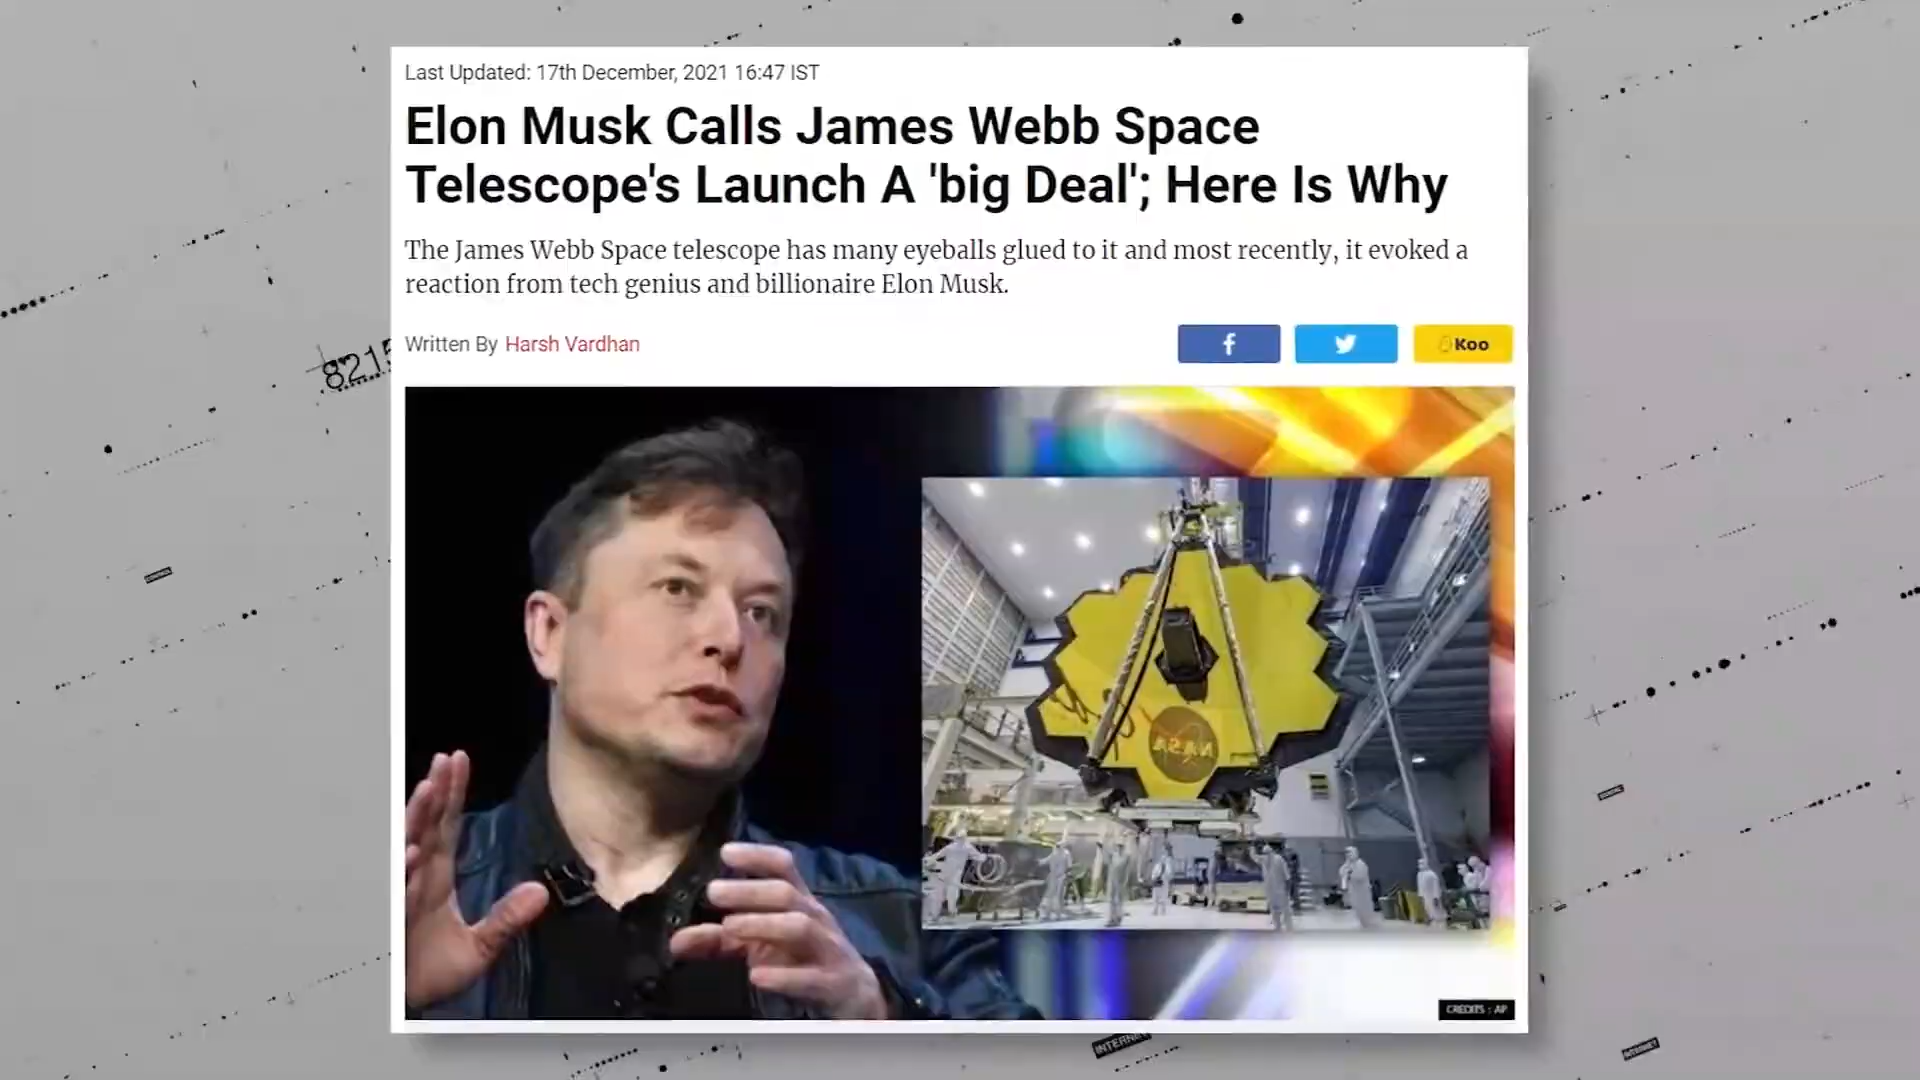 Last Updated: 17th December, 2021 16:47 IST
Elon Musk Calls James Webb Space
Telescope's Launch A 'big Deal'; Here Is Why
The James Webb Space telescope has many eyeballs glued to it and most recently, it evoked a
reaction from tech genius and billionaire Elon Musk.
Written By Harsh Vardhan
Koo
8215
NASA
CREDITS : AP
INTERNET